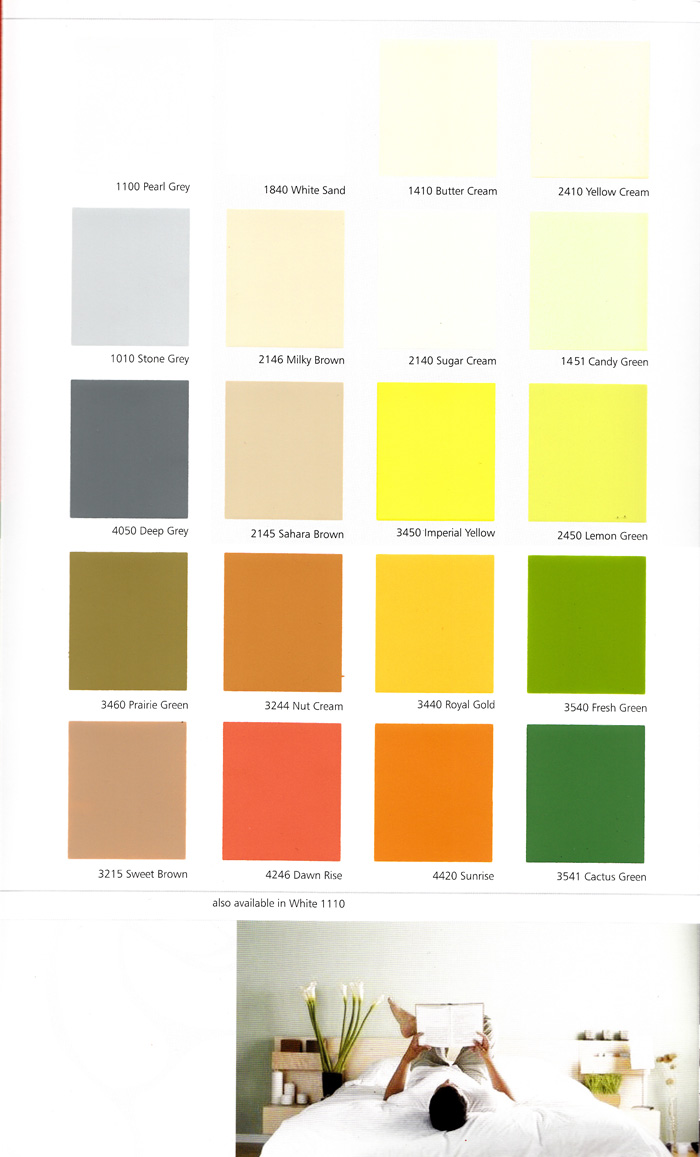 1100 Pearl Grey
1840 White Sand
1410 Butter Cream
2410 Yellow Cream
1010 Stone Grey
2146 Milky Brown
2140 Sugar Cream
1451 Candy Green
4050 Deep Grey
2145 Sahara Brown
3450 Imperial Yellow
2450 Lemon Green
3460 Prairie Green
3244 Nut Cream
3440 Royal Gold
3540 Fresh Green
3215 Sweet Brown
4246 Dawn Rise
4420 Sunrise
3541 Cactus Green
also available in White 1110